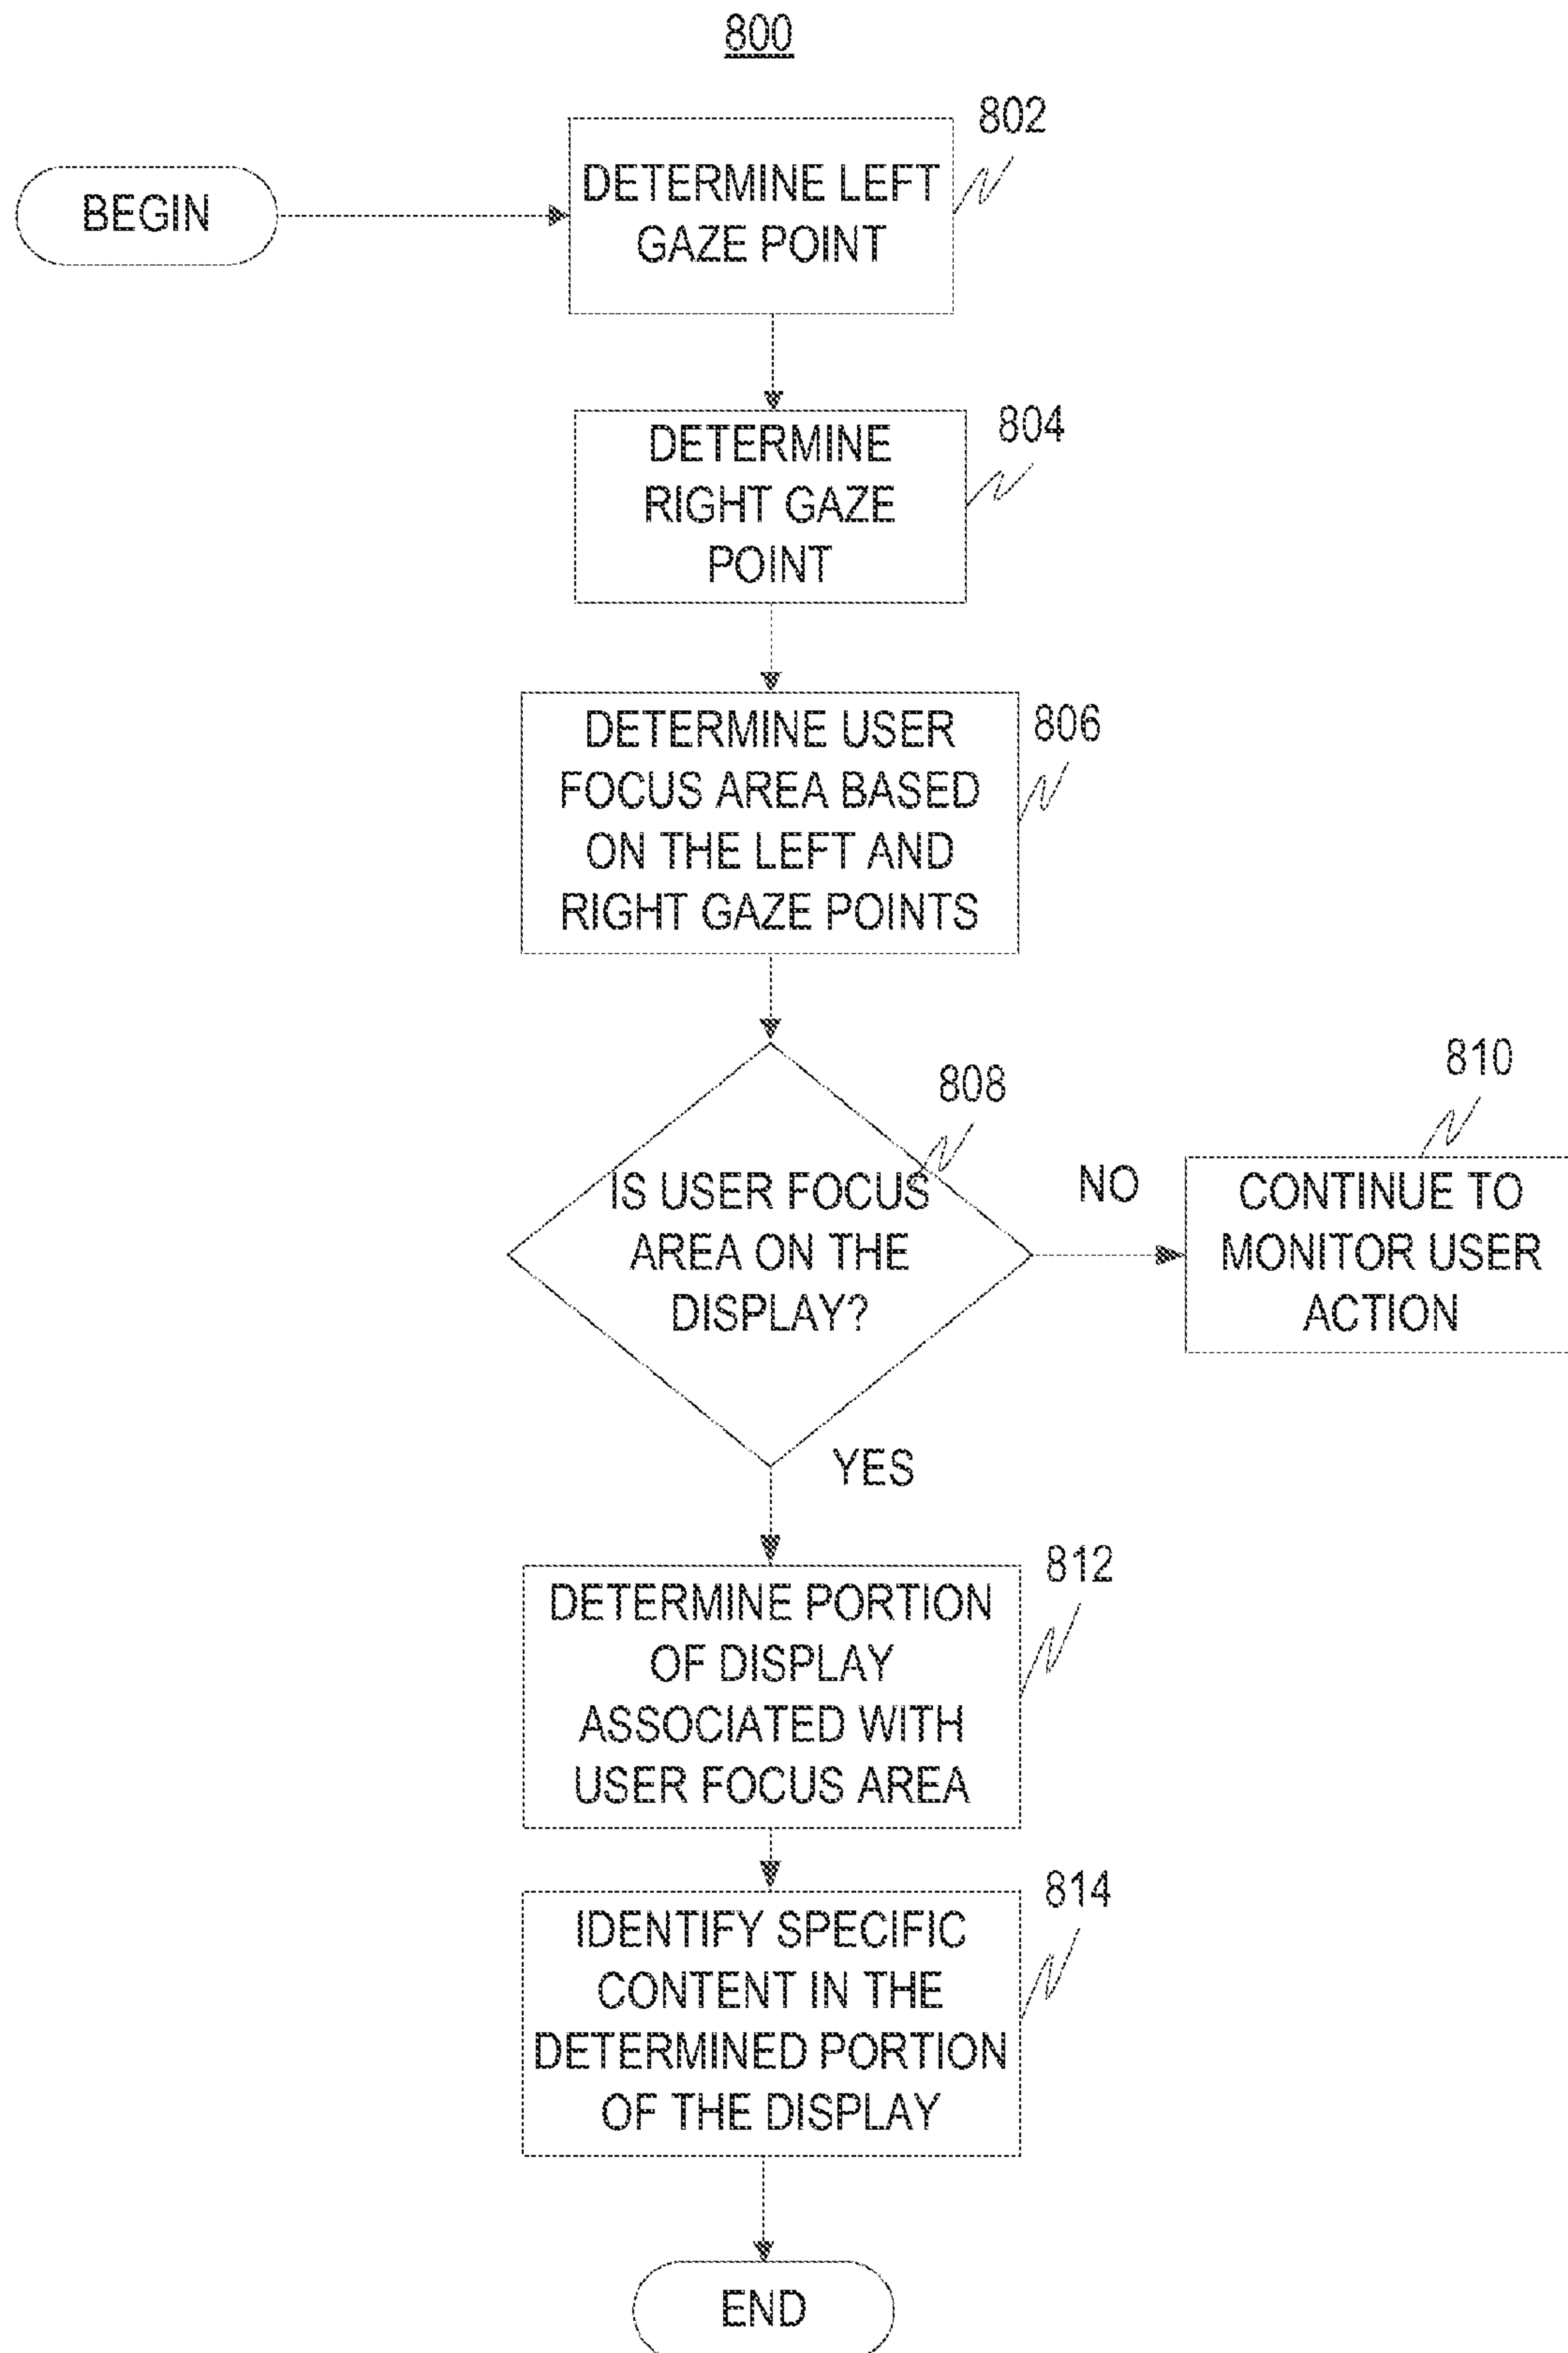 800
BEGIN
802
DETERMINE LEFT
GAZE POINT
804
DETERMINE
RIGHT GAZE
POINT
806
DETERMINE USER
FOCUS AREA BASED
ON THE LEFT AND
RIGHT GAZE POINTS
808
IS USER FOCUS
AREA ON THE
DISPLAY?
NO
810
CONTINUE TO
MONITOR USER
ACTION
YES
812
DETERMINE PORTION
OF DISPLAY
ASSOCIATED WITH
USER FOCUS AREA
814
IDENTIFY SPECIFIC
CONTENT IN THE
DETERMINED PORTION
OF THE DISPLAY
END